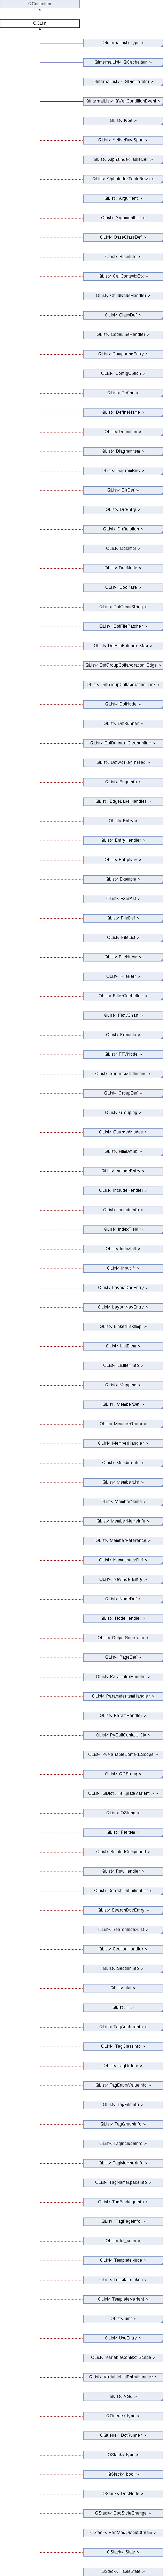 QCollection
QGList
QInternalList< type >
QInternalList< QCacheItem >
QInternalList< QGDictIterator >
QInternalList< QWaitConditionEvent >
QList< type >
QList< ActiveRowSpan >
QList< AlphaIndexTableCell >
QList< AlphaIndexTableRows >
QList< Argument >
QList< ArgumentList >
QList< BaseClassDef >
QList< BaseInfo >
QList< CallContext::Ctx >
QList< ChildNodeHandler >
QList< ClassDef >
QList< CodeLineHandler >
QList< CompoundEntry >
QList< ConfigOption >
QList< Define >
QList< DefineName >
QList< Definition >
QList< DiagramItem >
QList< DiagramRow >
QList< DirDef >
QList< DirEntry >
QList< DirRelation >
QList< DocImpl >
QList< DocNode >
QList< DocPara >
QList< DotConstString >
QList< DotFilePatcher >
QList< DotFilePatcher::Map >
QList< DotGroupCollaboration::Edge >
QList< DotGroupCollaboration::Link >
QList< DotNode >
QList< DotRunner >
QList< DotRunner::CleanupItem >
QList< DotWorkerThread >
QList< EdgeInfo >
QList< EdgeLabelHandler >
QList< Entry >
QList< EntryHandler >
QList< EntryNav >
QList< Example >
QList< ExprAst >
QList< FileDef >
QList< FileList >
QList< FileName >
QList< FilePair >
QList< FilterCacheItem >
QList< FlowChart >
QList< Formula >
QList< FTVNode >
QList< GenericsCollection >
QList< GroupDef >
QList< Grouping >
QList< GuardedNodes >
QList< HtmlAttrib >
QList< IncludeEntry >
QList< IncludeHandler >
QList< IncludeInfo >
QList< IndexField >
QList< IndexIntf >
QList< Input * >
QList< LayoutDocEntry >
QList< LayoutNavEntry >
QList< LinkedTextImpl >
QList< ListElem >
QList< ListItemInfo >
QList< Mapping >
QList< MemberDef >
QList< MemberGroup >
QList< MemberHandler >
QList< MemberInfo >
QList< MemberList >
QList< MemberName >
QList< MemberNameInfo >
QList< MemberReference >
QList< NamespaceDef >
QList< NavIndexEntry >
QList< NodeDef >
QList< NodeHandler >
QList< OutputGenerator >
QList< PageDef >
QList< ParameterHandler >
QList< ParameterItemHandler >
QList< ParamHandler >
QList< PyCallContext::Ctx >
QList< PyVariableContext::Scope >
QList< QCString >
QList< QDict< TemplateVariant > >
QList< QString >
QList< RefItem >
QList< RelatedCompound >
QList< RowHandler >
QList< SearchDefinitionList >
QList< SearchDocEntry >
QList< SearchIndexList >
QList< SectionHandler >
QList< SectionInfo >
QList< stat >
QList< T >
QList< TagAnchorInfo >
QList< TagClassInfo >
QList< TagDirInfo >
QList< TagEnumValueInfo >
QList< TagFileInfo >
QList< TagGroupInfo >
QList< TagIncludeInfo >
QList< TagMemberInfo >
QList< TagNamespaceInfo >
QList< TagPackageInfo >
QList< TagPageInfo >
QList< tcl_scan >
QList< TemplateNode >
QList< TemplateToken >
QList< TemplateVariant >
QList< uint >
QList< UseEntry >
QList< VariableContext::Scope >
QList< VariableListEntryHandler >
QList< void >
QQueue< type >
QQueue< DotRunner >
QStack< type >
QStack< bool >
QStack< DocNode >
QStack< DocStyleChange >
QStack< PerlModOutputStream >
QStack< State >
QStack< TableState >